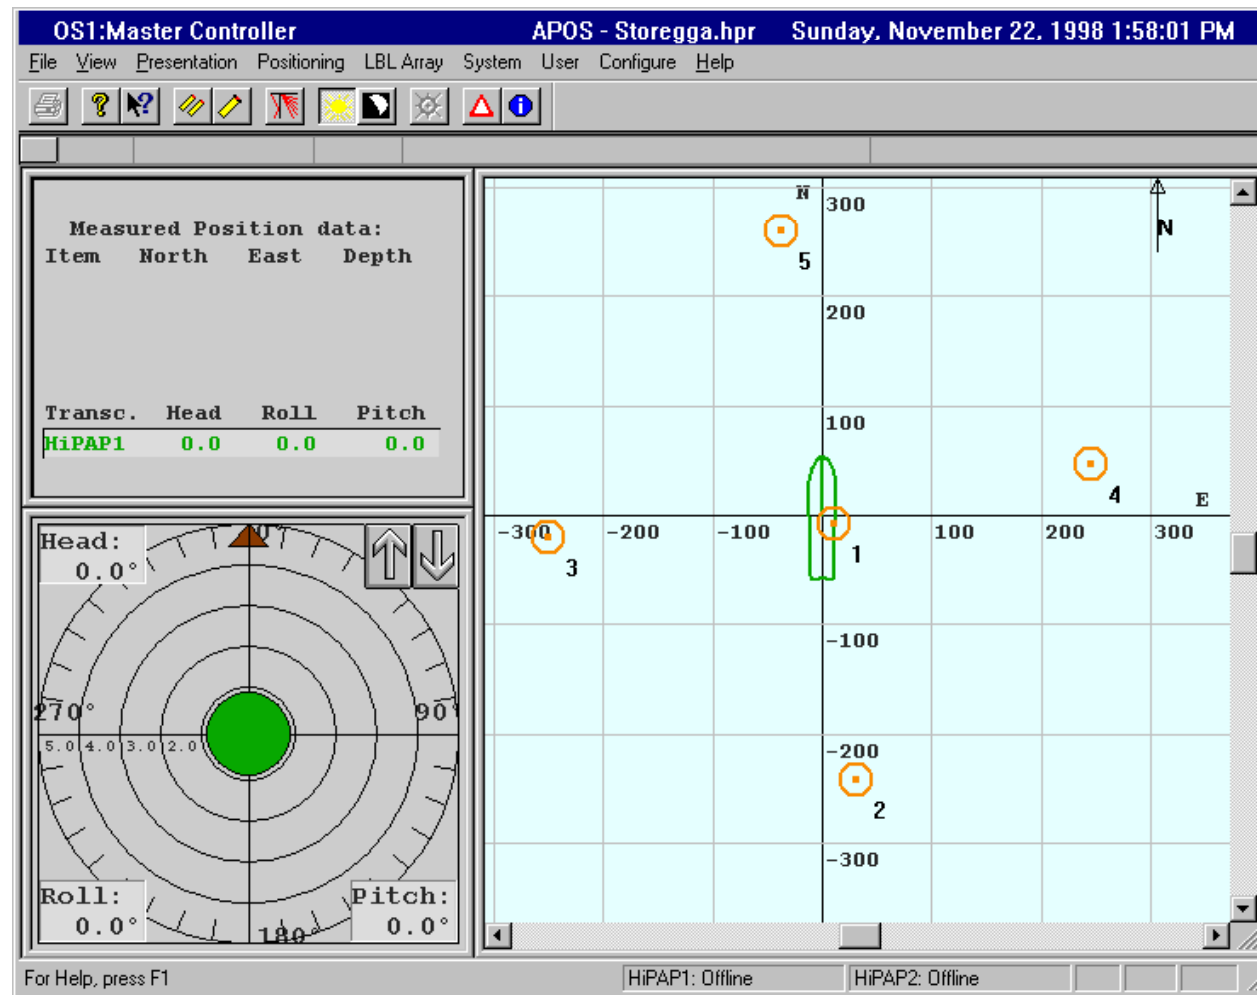 OS1:Master Controller APOS - Storegga.hpr Sunday, November 22, 1998 1:58:01 PM
File View Presentation Positioning LBL Array System User Configure Help
Measured Position data:
Item North East Depth
Transc. Head Roll Pitch
HiPAP1 0.0 0.0 0.0
Head:
0.0°
0°
270°
90°
5.0 4.0 3.0 2.0
Roll:
0.0°
180°
Pitch:
0.0°
N
300
N
5
200
100
4
E
-300 -200 -100 100 200 300
3
1
-100
-200
2
-300
For Help, press F1 HiPAP1: Offline HiPAP2: Offline